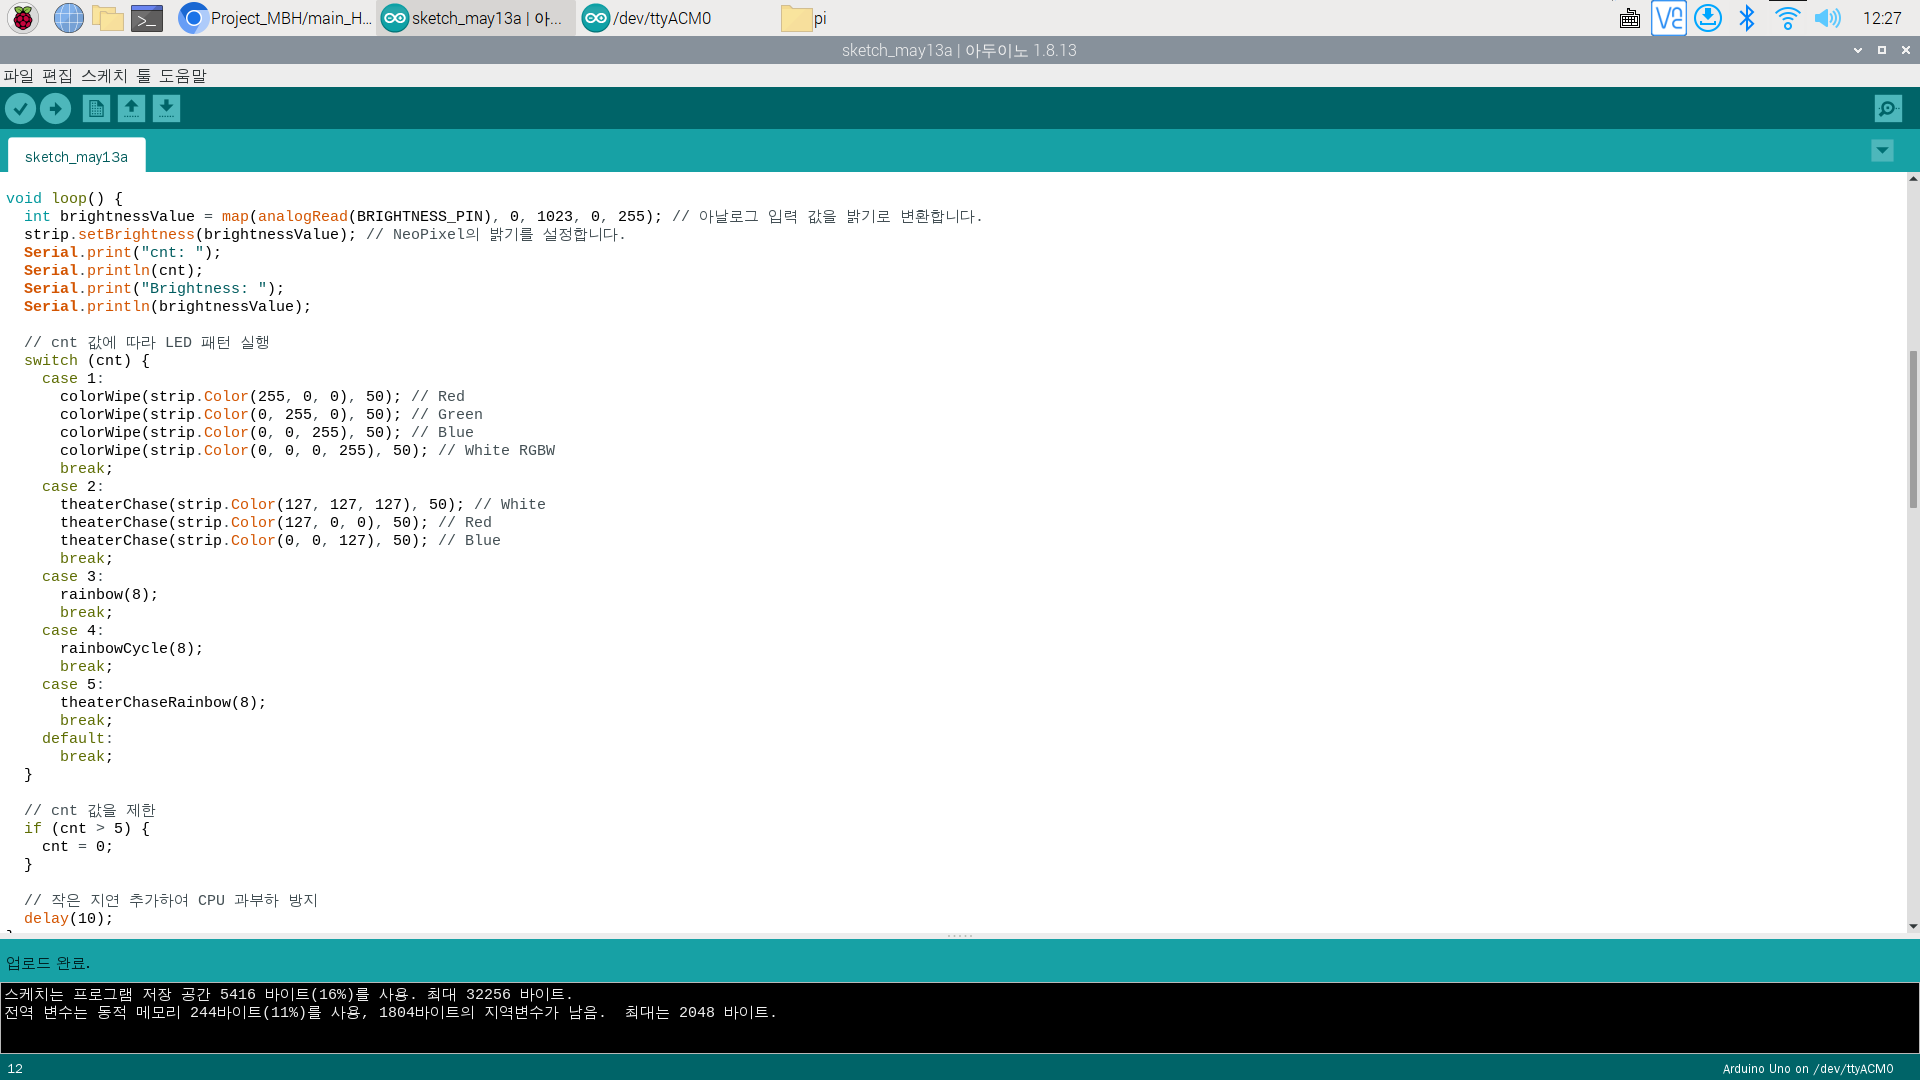 Project_MBH/main_H... sketch_may13a | 아... /dev/ttyACM0 pi 12:27
sketch_may13a | 아두이노 1.8.13
파일 편집 스케치 툴 도움말
sketch_may13a
void loop() {
  int brightnessValue = map(analogRead(BRIGHTNESS_PIN), 0, 1023, 0, 255); // 아날로그 입력 값을 밝기로 변환합니다.
  strip.setBrightness(brightnessValue); // NeoPixel의 밝기를 설정합니다.
  Serial.print("cnt: ");
  Serial.println(cnt);
  Serial.print("Brightness: ");
  Serial.println(brightnessValue);
  // cnt 값에 따라 LED 패턴 실행
  switch (cnt) {
    case 1:
      colorWipe(strip.Color(255, 0, 0), 50); // Red
      colorWipe(strip.Color(0, 255, 0), 50); // Green
      colorWipe(strip.Color(0, 0, 255), 50); // Blue
      colorWipe(strip.Color(0, 0, 0, 255), 50); // White RGBW
      break;
    case 2:
      theaterChase(strip.Color(127, 127, 127), 50); // White
      theaterChase(strip.Color(127, 0, 0), 50); // Red
      theaterChase(strip.Color(0, 0, 127), 50); // Blue
      break;
    case 3:
      rainbow(8);
      break;
    case 4:
      rainbowCycle(8);
      break;
    case 5:
      theaterChaseRainbow(8);
      break;
    default:
      break;
  }
  // cnt 값을 제한
  if (cnt > 5) {
    cnt = 0;
  }
  // 작은 지연 추가하여 CPU 과부하 방지
  delay(10);
업로드 완료.
스케치는 프로그램 저장 공간 5416 바이트(16%)를 사용. 최대 32256 바이트.
전역 변수는 동적 메모리 244바이트(11%)를 사용, 1804바이트의 지역변수가 남음.  최대는 2048 바이트.
12 Arduino Uno on /dev/ttyACM0